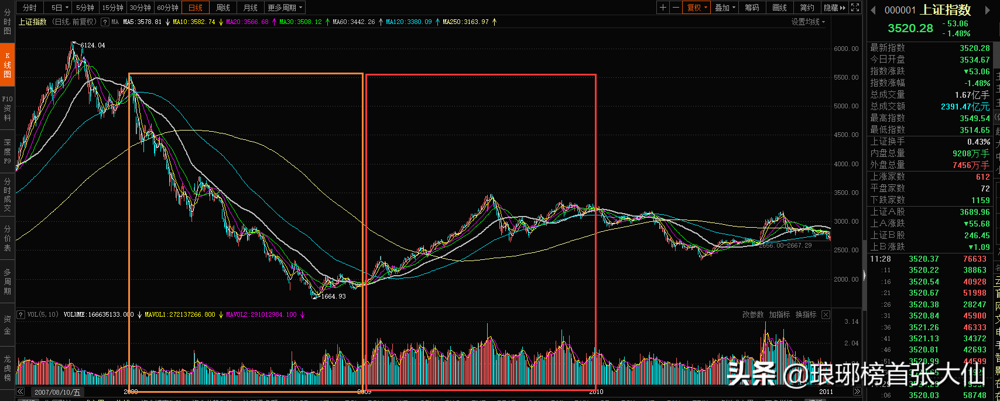 分时 5日 5分钟 15分钟 30分钟 60分钟 日线 周线 月线 更多周期
复权 叠加 筹码 画线 简约 隐藏
上证指数 (日线,前复权) ? MA MA5:3578.81 ↓ MA10:3582.74 ↓ MA20:3566.68 ↑ MA30:3508.12 ↑ MA60:3442.26 ↑ MA120:3380.09 ↑ MA250:3163.97 ↑ 设置均线
分时图
K线图
F10资料
深度F9
分时成交
分价表
多周期
资金
龙虎榜
6124.04
1664.93
2656.00-2667.29
6000.00
5500.00
5000.00
4500.00
4000.00
3500.00
3000.00
2500.00
2000.00
? VOL(5,10) VOLUME:166635133.000 ↓ MAVOL1:272137266.800 ↓ MAVOL2:291012984.100 ↓ 改参数 加指标 换指标
3.14
2.04
2007/08/10/五 2008 2009 2010 2011
000001 上证指数
3520.28 -53.06
-1.48%
最新指数 3520.28
今日开盘 3534.67
指数涨跌 ▼53.06
指数涨幅 -1.48%
总成交量 1.67亿手
总成交额 2391.47亿元
最高指数 3549.54
最低指数 3514.65
上证换手 0.43%
内盘总量 9208万手
外盘总量 7456万手
上涨家数 612
平盘家数 72
下跌家数 1159
上证A股 3689.96
上A涨跌 ▼55.68
上证B股 246.45
上B涨跌 ▼1.09
11:28 3520.37 76633
:11 3520.22 38863
:16 3520.54 40928
:21 3520.67 51998
:26 3520.38 28247
:31 3520.84 45900
:36 3521.26 46333
:41 3521.13 34372
:46 3520.81 42693
:51 3520.99 44599
:06 3520.03 58748
头条 @琅琊榜首张大仙